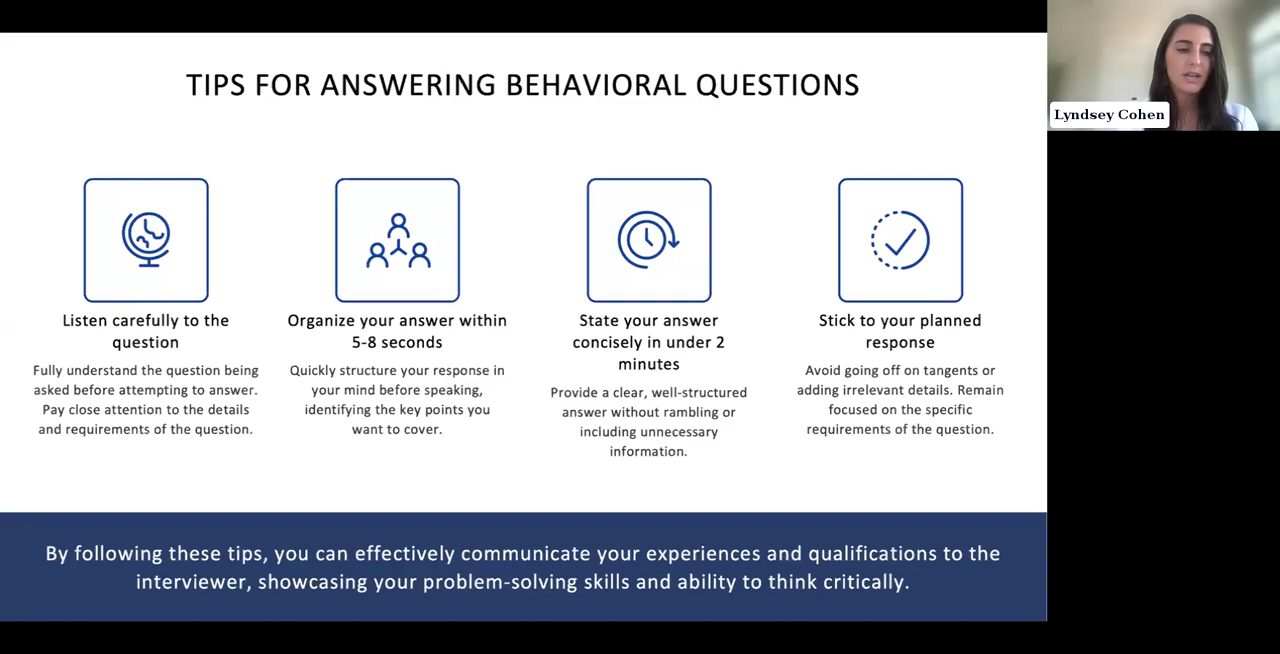 TIPS FOR ANSWERING BEHAVIORAL QUESTIONS
Lyndsey Cohen
Listen carefully to the
question
Fully understand the question being
asked before attempting to answer.
Pay close attention to the details
and requirements of the question.
Organize your answer within
5-8 seconds
Quickly structure your response in
your mind before speaking,
identifying the key points you
want to cover.
State your answer
concisely in under 2
minutes
Provide a clear, well-structured
answer without rambling or
including unnecessary
information.
Stick to your planned
response
Avoid going off on tangents or
adding irrelevant details. Remain
focused on the specific
requirements of the question.
By following these tips, you can effectively communicate your experiences and qualifications to the
interviewer, showcasing your problem-solving skills and ability to think critically.